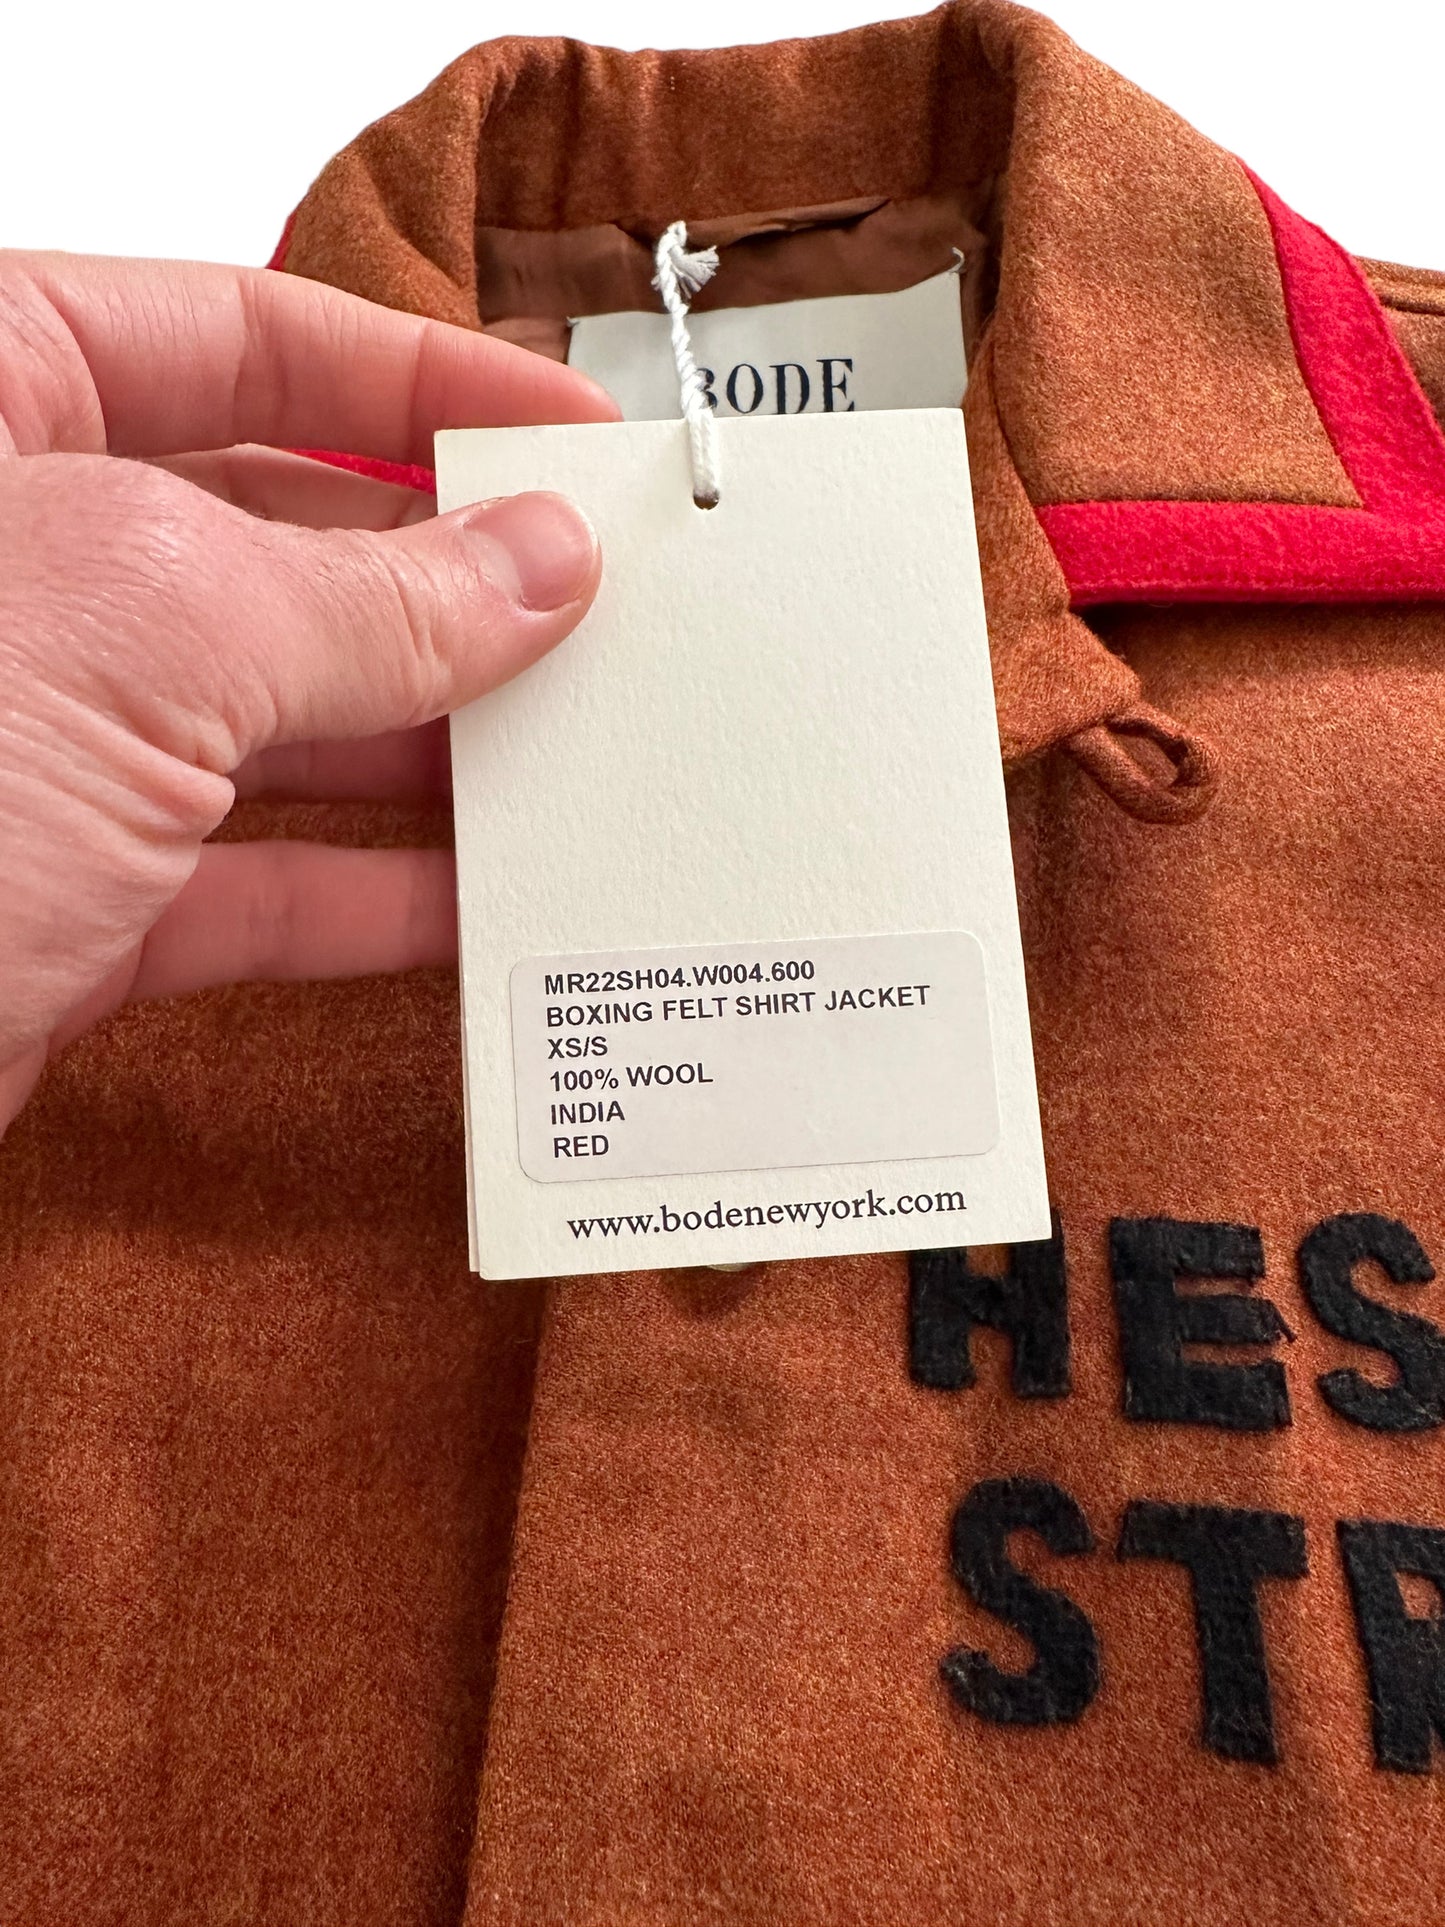 BODE
MR22SH04.W004.600
BOXING FELT SHIRT JACKET
XS/S
100% WOOL
INDIA
RED
www.bodenewyork.com
HES
STR